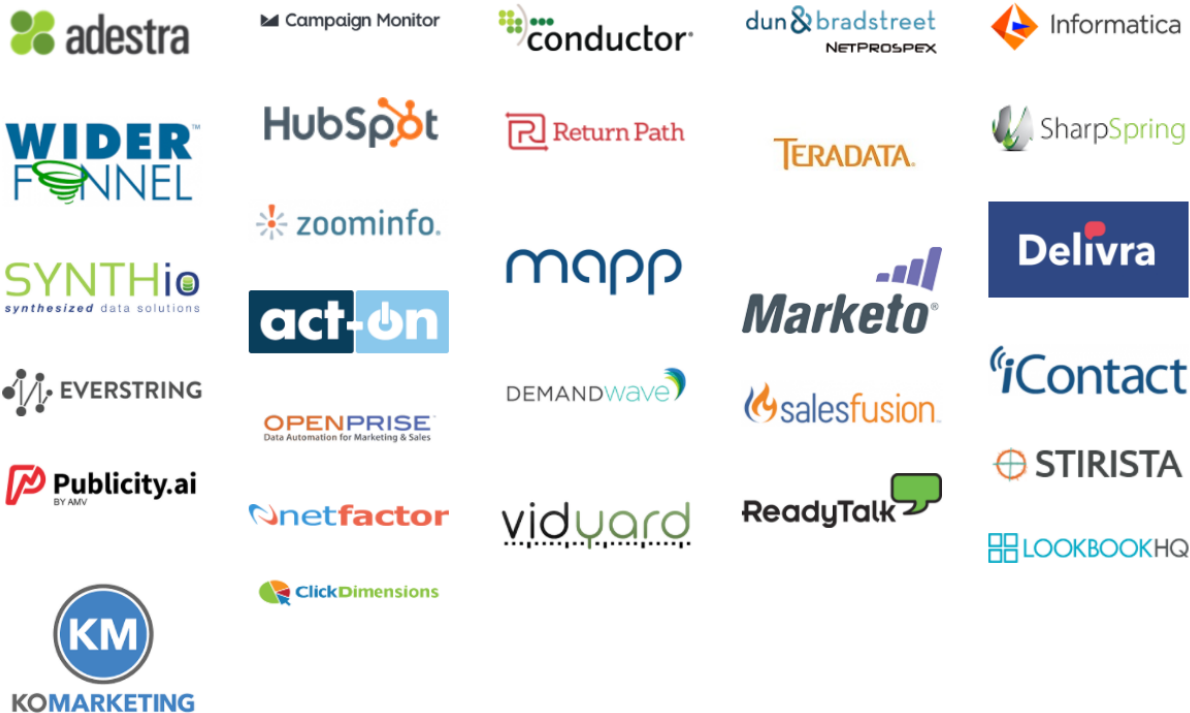 adestra
Campaign Monitor
conductor®
dun & bradstreet
NETPROSPEX
Informatica
WIDER™
FUNNEL
HubSpot
Return Path
TERADATA®
SharpSpring
zoominfo®
Delivra
SYNTHio
synthesized data solutions
mapp
Marketo®
act-on
iContact
EVERSTRING
DEMANDWAVE
salesfusion
OPENPRISE
Data Automation for Marketing & Sales
STIRISTA
Publicity.ai
BY AMV
netfactor
vidyard
ReadyTalk
LOOKBOOKHQ
ClickDimensions
KM
KOMARKETING